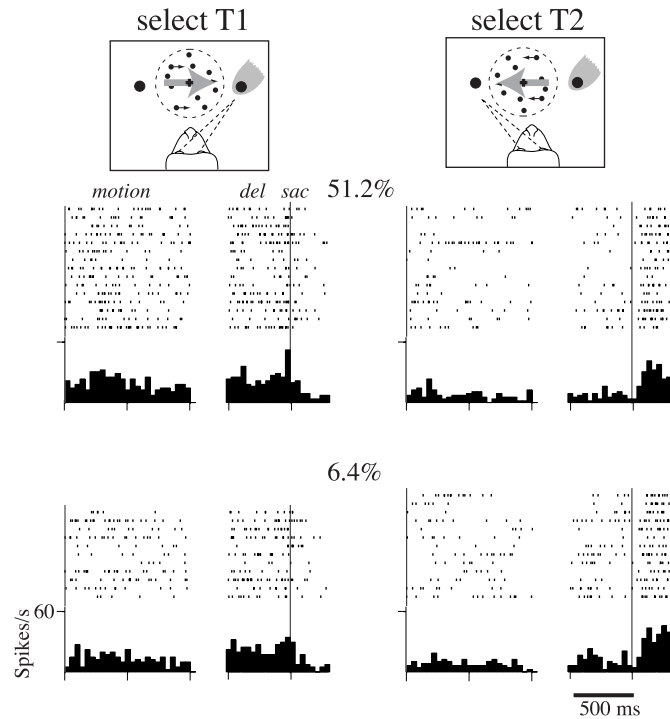 select T1
select T2
motion
del sac
51.2%
6.4%
Spikes/s
60
500 ms